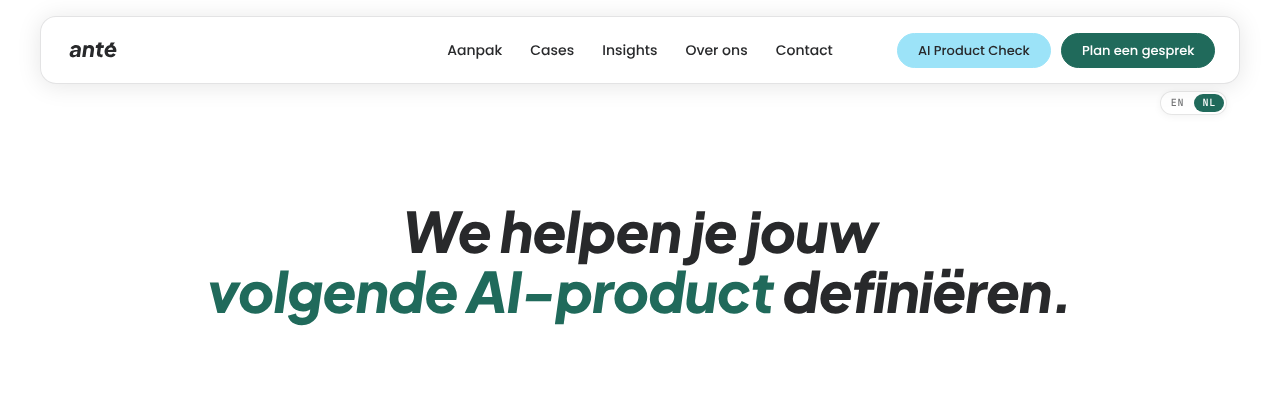 anté
Aanpak Cases Insights Over ons Contact AI Product Check Plan een gesprek
EN NL
We helpen je jouw
volgende AI-product definiëren.